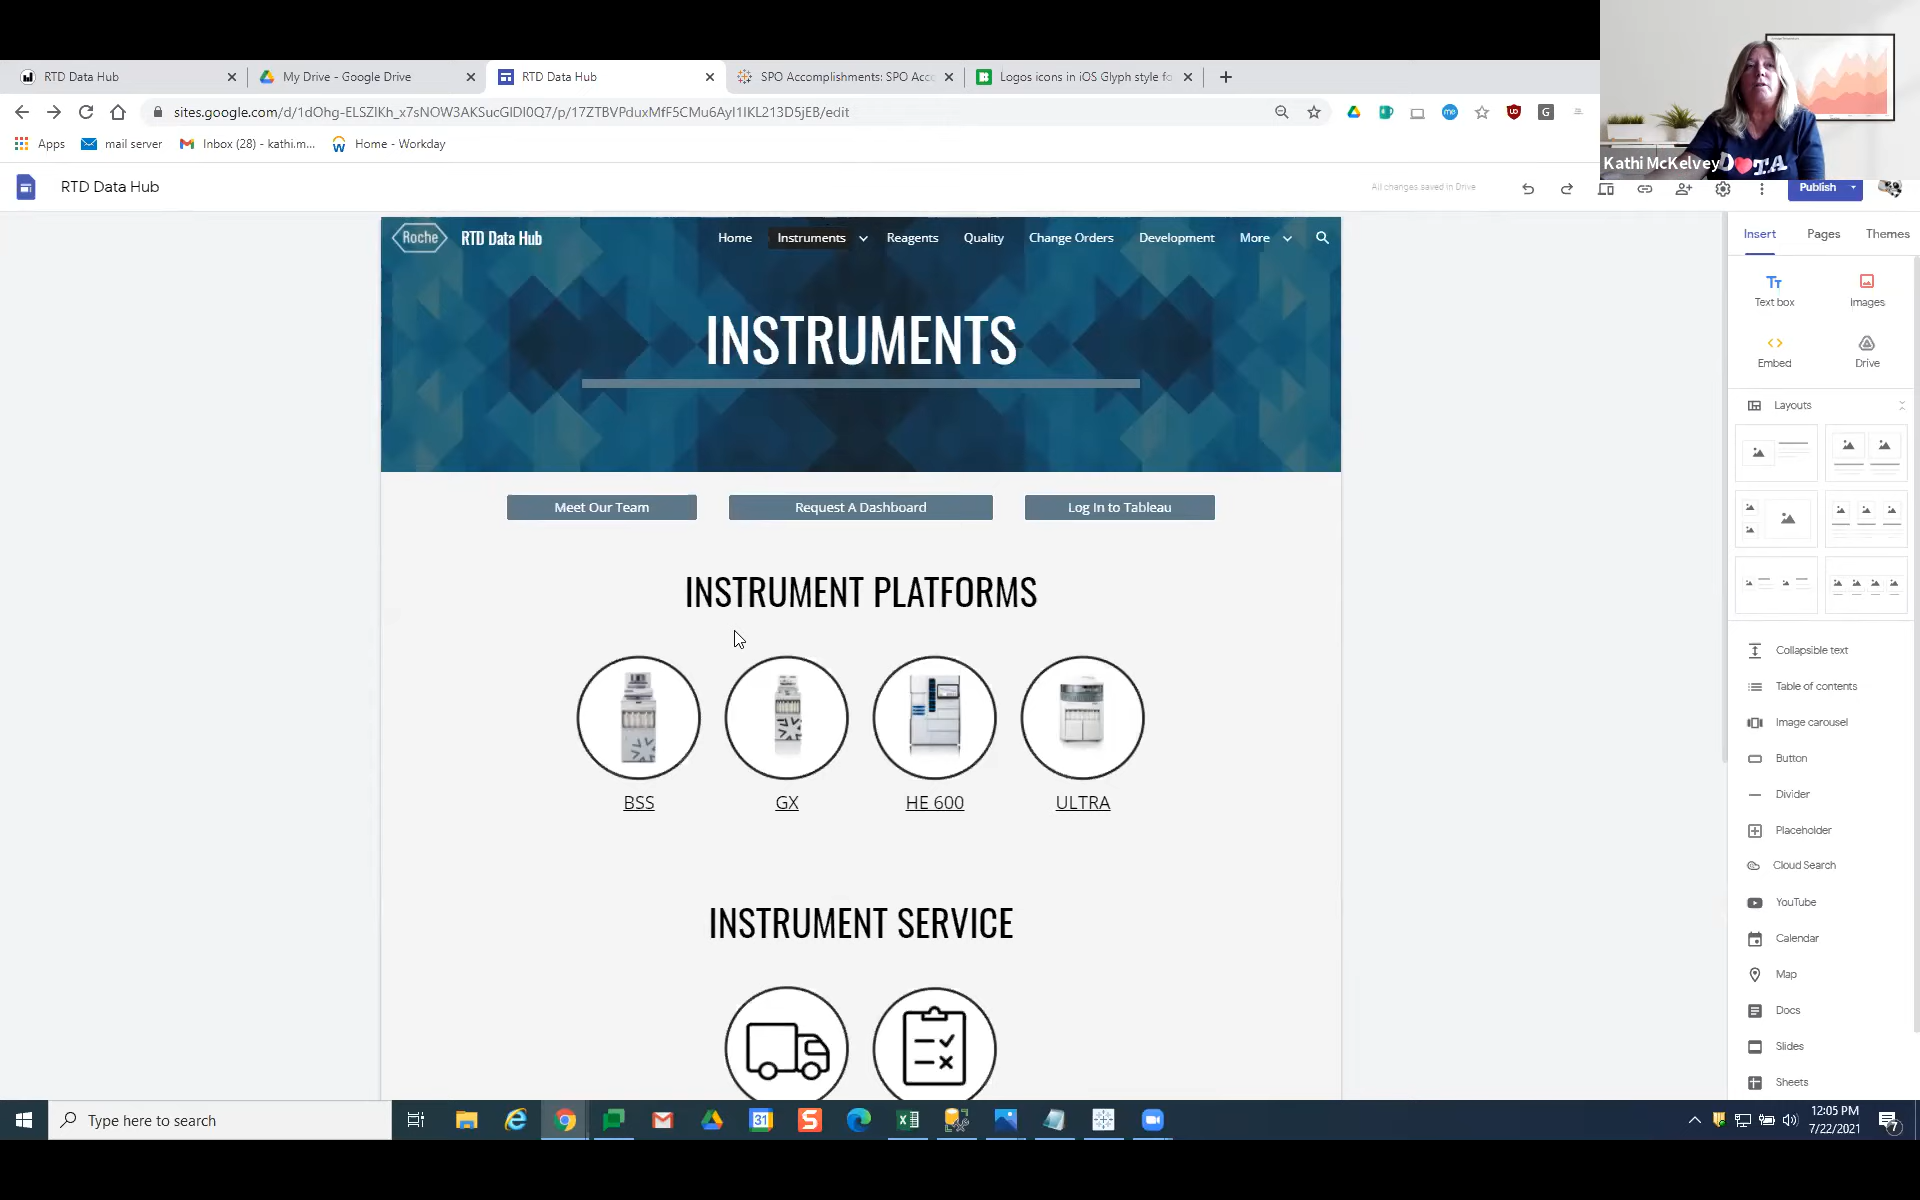 RTD Data Hub
My Drive - Google Drive
RTD Data Hub
SPO Accomplishments: SPO Acc
Logos icons in iOS Glyph style fo
sites.google.com/d/1dOhg-ELSZIKh_x7sNOW3AKSucGIDI0Q7/p/17ZTBVPduxMfF5CMu6AyI1IKL213D5jEB/edit
Apps
mail server
Inbox (28) - kathi.m...
Home - Workday
Kathi McKelvey
RTD Data Hub
All changes saved in Drive
Publish
Roche
RTD Data Hub
Home
Instruments
Reagents
Quality
Change Orders
Development
More
Insert
Pages
Themes
INSTRUMENTS
Text box
Images
Embed
Drive
Layouts
Meet Our Team
Request A Dashboard
Log In to Tableau
INSTRUMENT PLATFORMS
BSS
GX
HE 600
ULTRA
INSTRUMENT SERVICE
Collapsible text
Table of contents
Image carousel
Button
Divider
Placeholder
Cloud Search
YouTube
Calendar
Map
Docs
Slides
Sheets
Type here to search
31
12:05 PM
7/22/2021
7